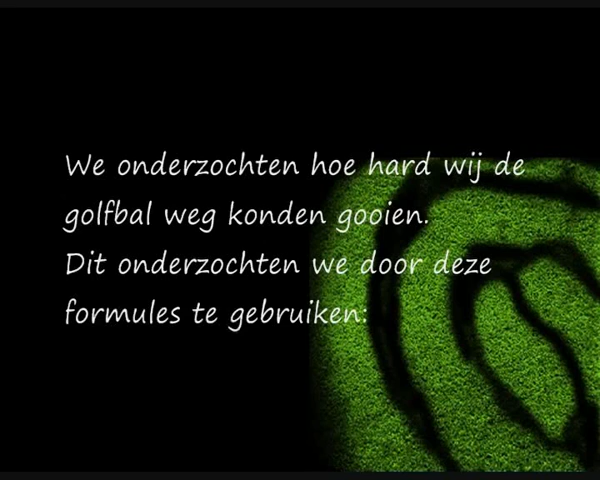 We onderzochten hoe hard wij de
golfbal weg konden gooien.
Dit onderzochten we door deze
formules te gebruiken: